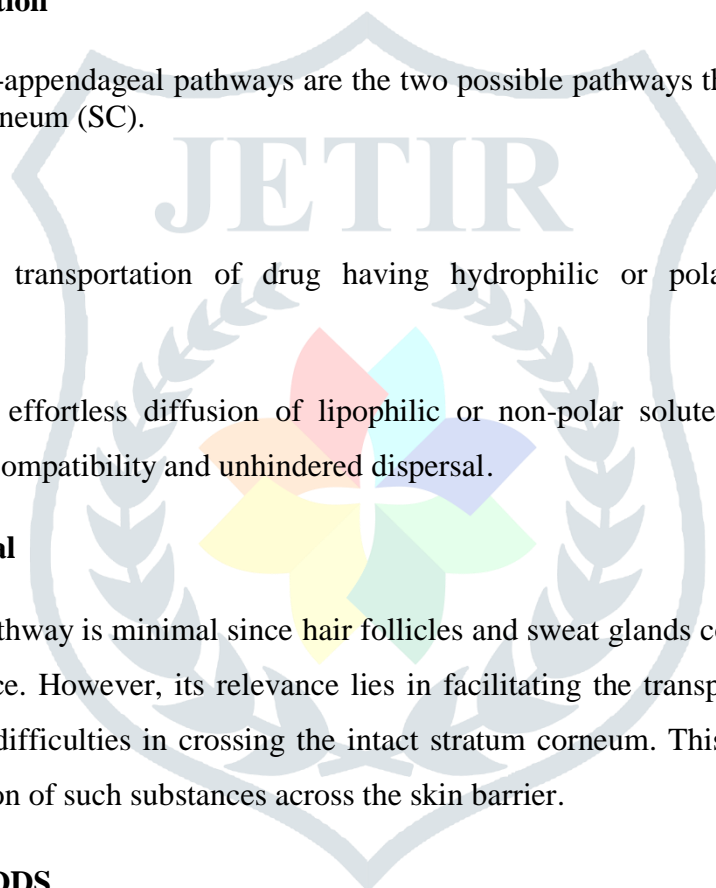 tion
-appendageal pathways are the two possible pathways th
neum (SC).
JETIR
transportation of drug having hydrophilic or pola
effortless diffusion of lipophilic or non-polar solute
ompatibility and unhindered dispersal.
al
thway is minimal since hair follicles and sweat glands co
ce. However, its relevance lies in facilitating the transp
difficulties in crossing the intact stratum corneum. This
on of such substances across the skin barrier.
DDS